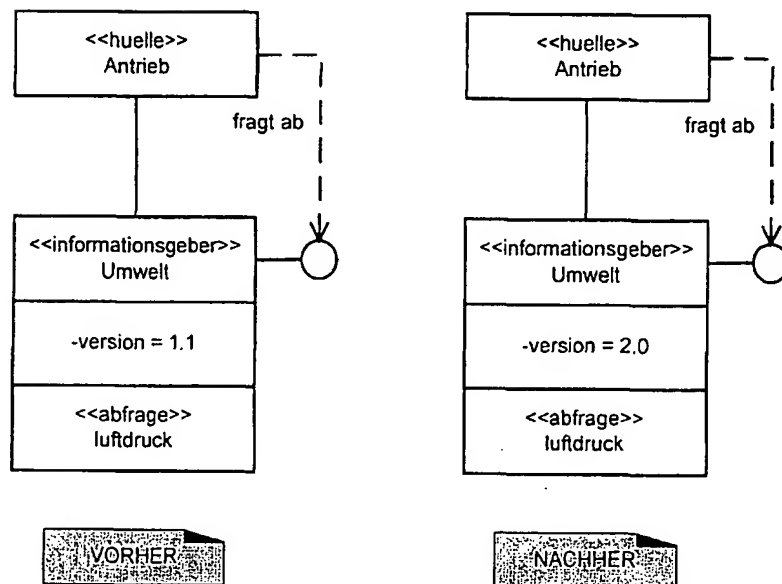 <<huelle>>
Antrieb
fragt ab
<<informationsgeber>>
Umwelt
-version = 1.1
<<abfrage>>
luftdruck
VORHER
<<huelle>>
Antrieb
fragt ab
<<informationsgeber>>
Umwelt
-version = 2.0
<<abfrage>>
luftdruck
NACHHER